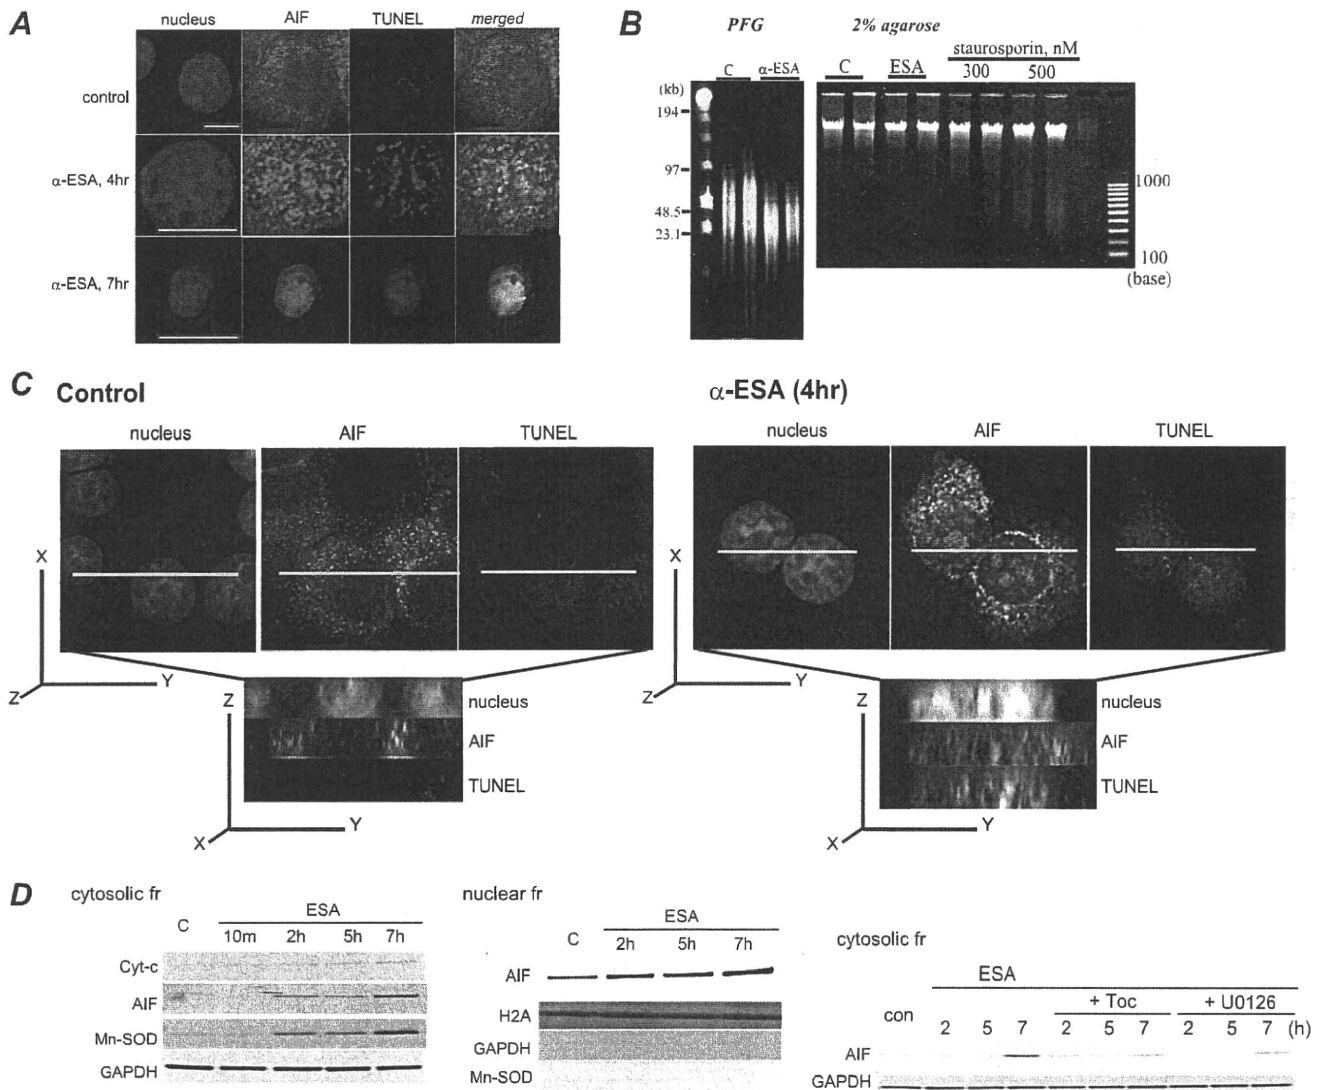 A
nucleus AIF TUNEL merged
control
α-ESA, 4hr
α-ESA, 7hr
B
PFG 2% agarose
staurosporin, nM
C α-ESA C ESA 300 500
(kb)
194
97
48.5
23.1
1000
100
(base)
C Control α-ESA (4hr)
nucleus AIF TUNEL nucleus AIF TUNEL
X X
Z Y Z Y
Z nucleus Z nucleus
AIF AIF
TUNEL TUNEL
X Y X Y
D cytosolic fr
C ESA
10m 2h 5h 7h
Cyt-c
AIF
Mn-SOD
GAPDH
nuclear fr
ESA
C 2h 5h 7h
AIF
H2A
GAPDH
Mn-SOD
cytosolic fr
ESA
con + Toc + U0126
2 5 7 2 5 7 2 5 7 (h)
AIF
GAPDH